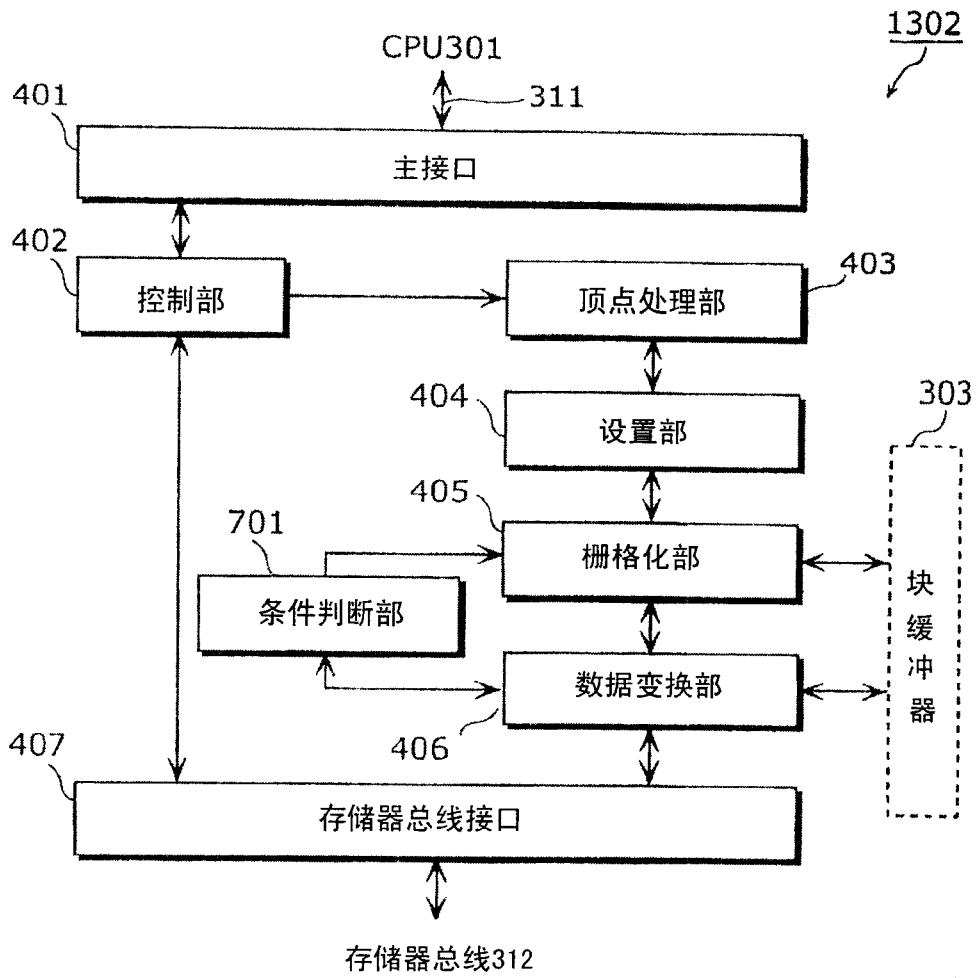 1302
CPU301
311
401
主接口
402
控制部
403
顶点处理部
404
设置部
303
405
栅格化部
701
条件判断部
块缓冲器
数据变换部
406
407
存储器总线接口
存储器总线312